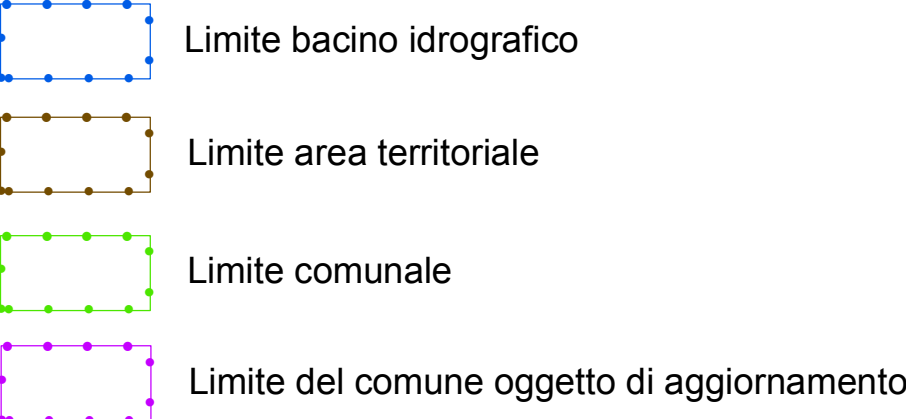 Limite bacino idrografico
Limite area territoriale
Limite comunale
Limite del comune oggetto di aggiornamento